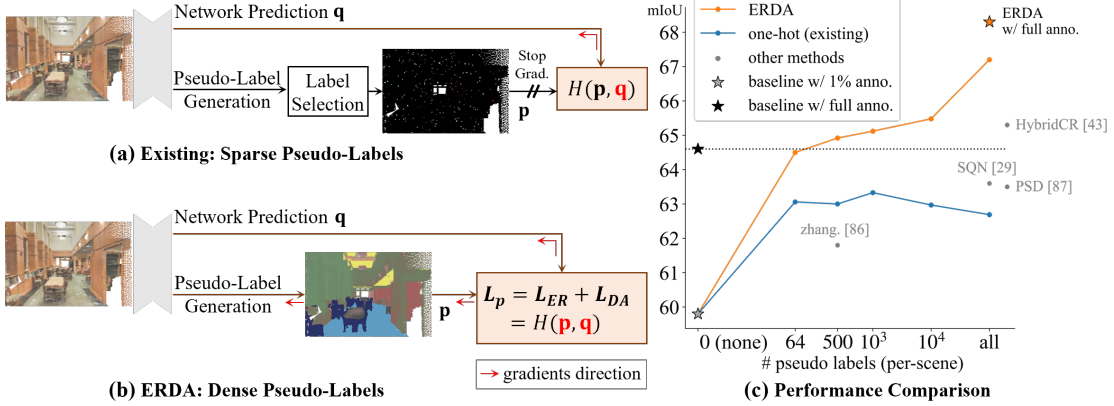 Network Prediction q
Pseudo-Label
Generation
Label
Selection
Stop
Grad.
p
H(p, q)
(a) Existing: Sparse Pseudo-Labels
Network Prediction q
Pseudo-Label
Generation
p
L_p = L_ER + L_DA
= H(p, q)
gradients direction
(b) ERDA: Dense Pseudo-Labels
mIoU
68
67
66
65
64
63
62
61
60
ERDA
one-hot (existing)
other methods
baseline w/ 1% anno.
baseline w/ full anno.
ERDA
w/ full anno.
HybridCR [43]
SQN [29]
PSD [87]
zhang. [86]
0 (none) 64 500 10³ 10⁴ all
# pseudo labels (per-scene)
(c) Performance Comparison